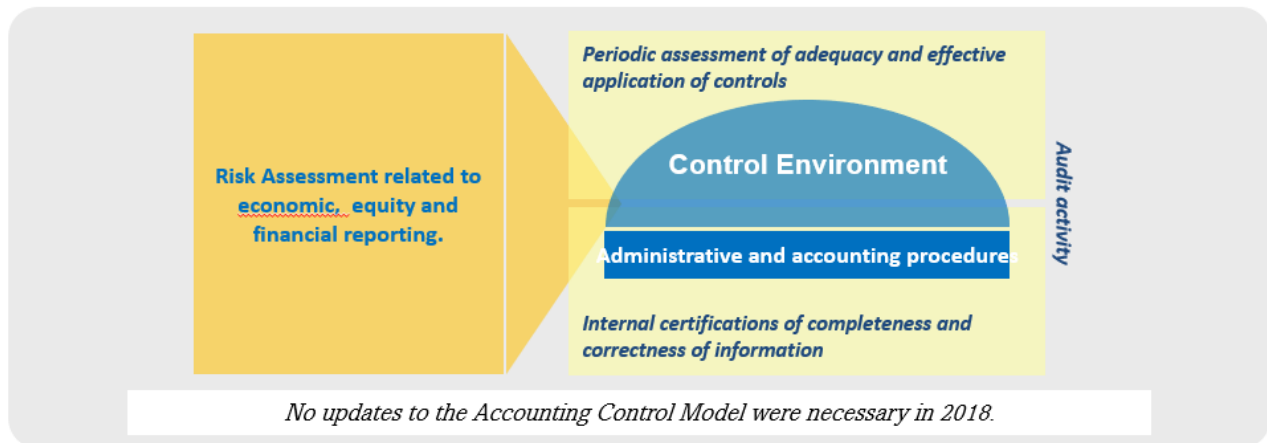 Risk Assessment related to
economic, equity and
financial reporting.
Periodic assessment of adequacy and effective
application of controls
Control Environment
Administrative and accounting procedures
Internal certifications of completeness and
correctness of information
Audit activity
No updates to the Accounting Control Model were necessary in 2018.